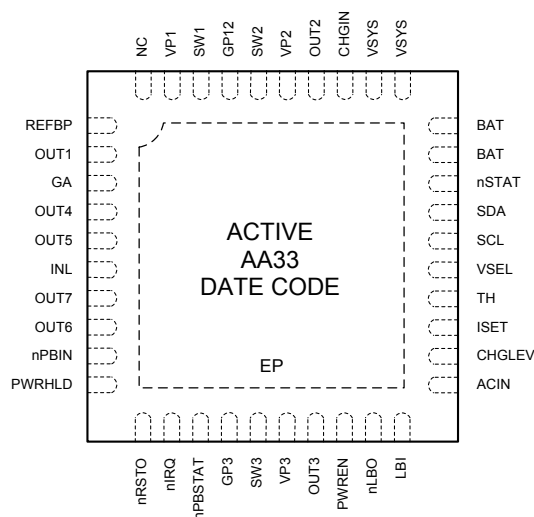 NC
VP1
SW1
GP12
SW2
VP2
OUT2
CHGIN
VSYS
VSYS
REFBP
OUT1
GA
OUT4
OUT5
INL
OUT7
OUT6
nPBIN
PWRHLD
ACTIVE
AA33
DATE CODE
EP
BAT
BAT
nSTAT
SDA
SCL
VSEL
TH
ISET
CHGLEV
ACIN
nRSTO
nIRQ
nPBSTAT
GP3
SW3
VP3
OUT3
PWREN
nLBO
LBI